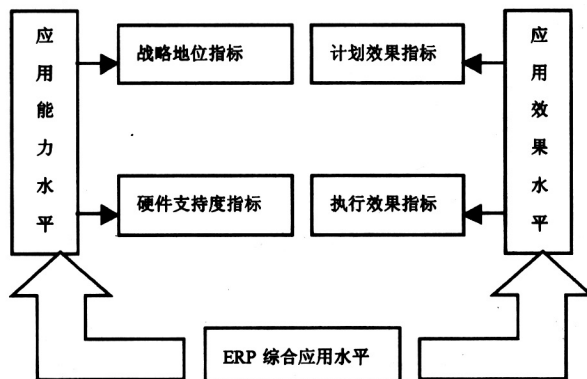 应用能力水平
战略地位指标
计划效果指标
应用效果水平
硬件支持度指标
执行效果指标
ERP 综合应用水平